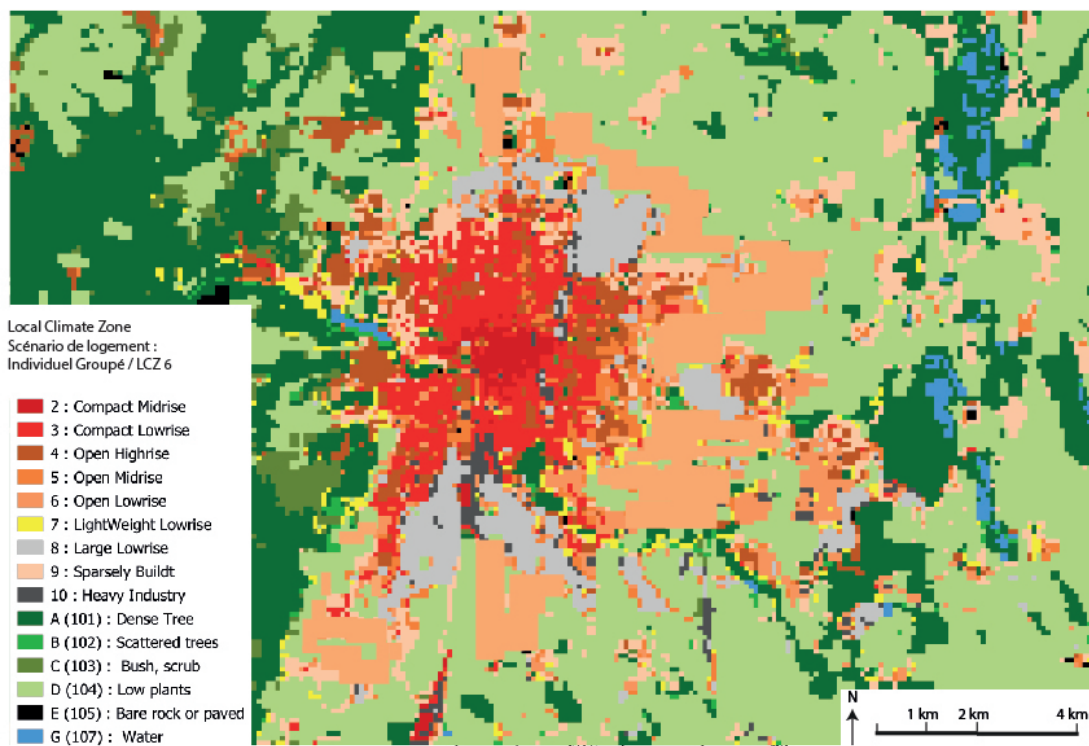 Local Climate Zone
Scénario de logement :
Individuel Groupé / LCZ 6
2 : Compact Midrise
3 : Compact Lowrise
4 : Open Highrise
5 : Open Midrise
6 : Open Lowrise
7 : LightWeight Lowrise
8 : Large Lowrise
9 : Sparsely Buildt
10 : Heavy Industry
A (101) : Dense Tree
B (102) : Scattered trees
C (103) : Bush, scrub
D (104) : Low plants
E (105) : Bare rock or paved
G (107) : Water
N
1 km 2 km 4 km